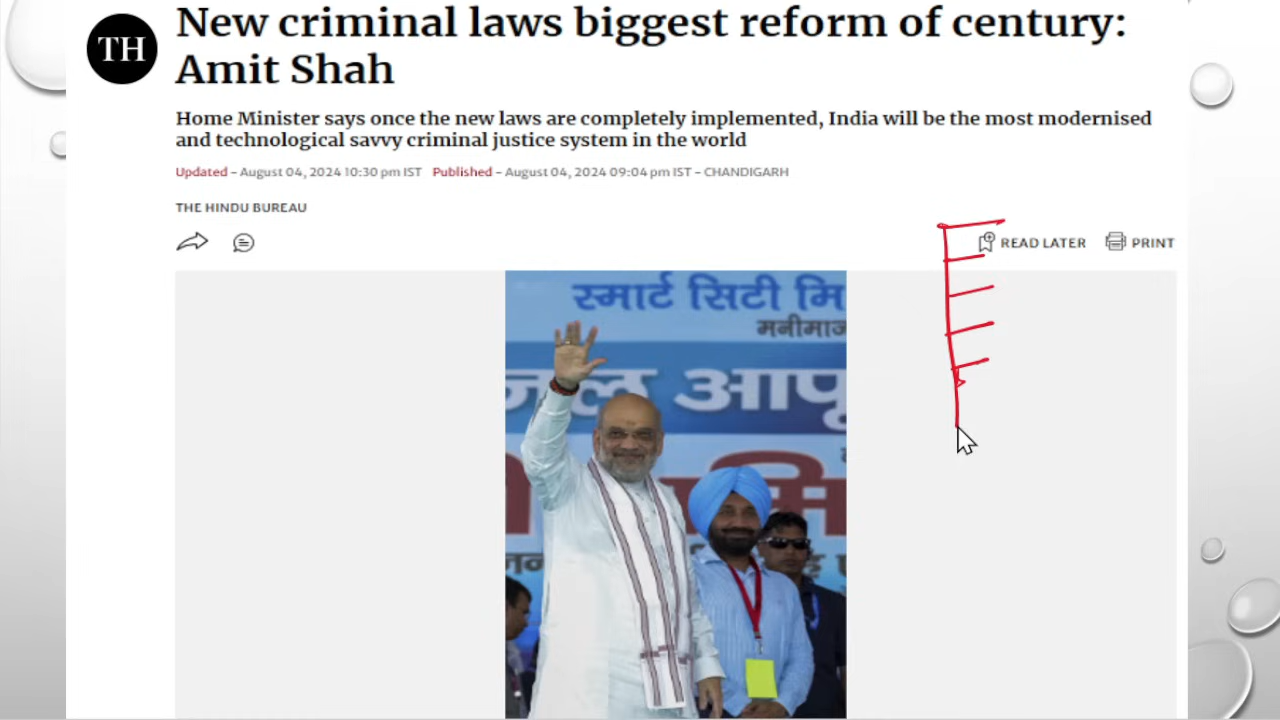 TH
New criminal laws biggest reform of century:
Amit Shah
Home Minister says once the new laws are completely implemented, India will be the most modernised
and technological savvy criminal justice system in the world
Updated - August 04, 2024 10:30 pm IST Published - August 04, 2024 09:04 pm IST - CHANDIGARH
THE HINDU BUREAU
READ LATER PRINT
स्मार्ट सिटी मि
मनीमाज
जल आपू